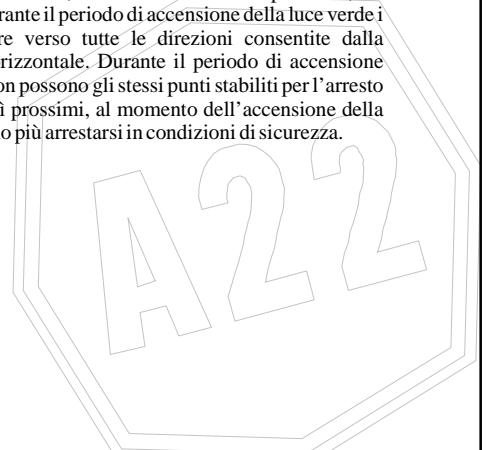 rante il periodo di accensione della luce verde i
re verso tutte le direzioni consentite dalla
rizzontale. Durante il periodo di accensione
on possono gli stessi punti stabiliti per l'arresto
ì prossimi, al momento dell'accensione della
o più arrestarsi in condizioni di sicurezza.
A22